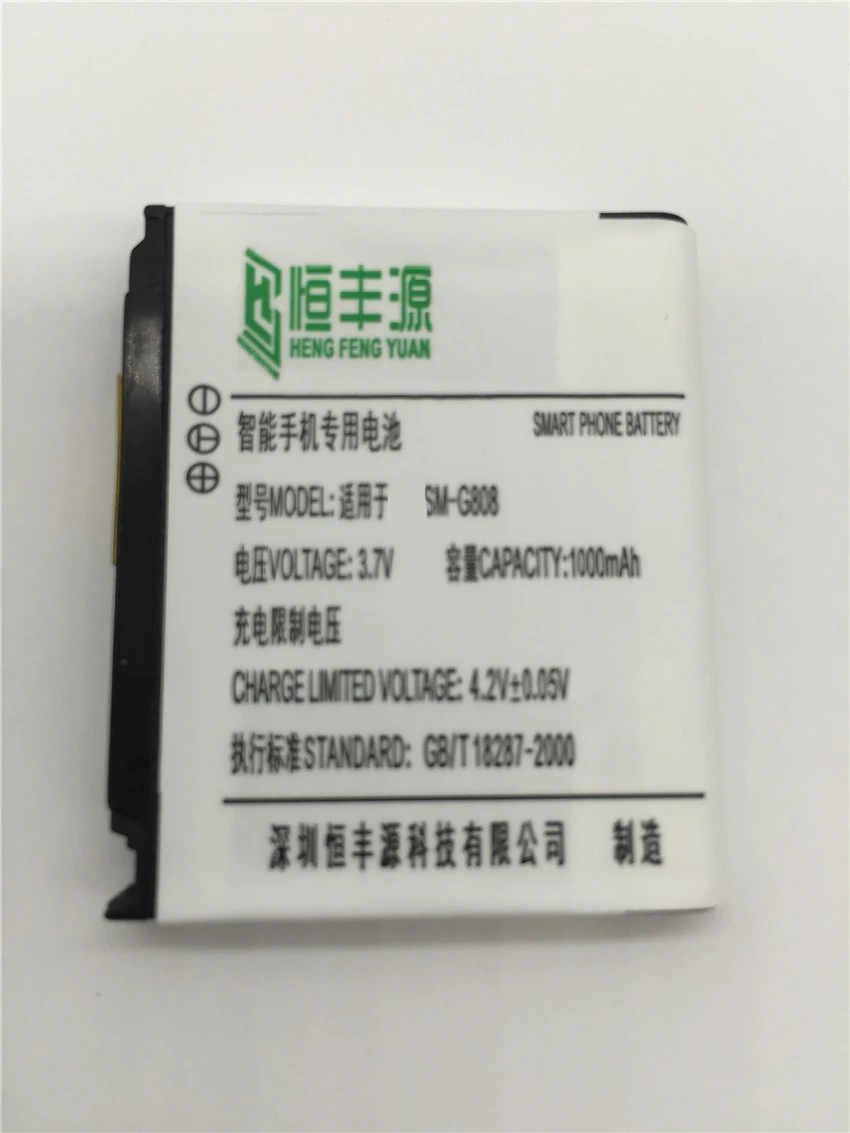 恒丰源
HENG FENG YUAN
智能手机专用电池 SMART PHONE BATTERY
型号MODEL: 适用于 SM-G808
电压VOLTAGE: 3.7V 容量CAPACITY:1000mAh
充电限制电压
CHARGE LIMITED VOLTAGE: 4.2V±0.05V
执行标准STANDARD: GB/T 18287-2000
深圳恒丰源科技有限公司 制造